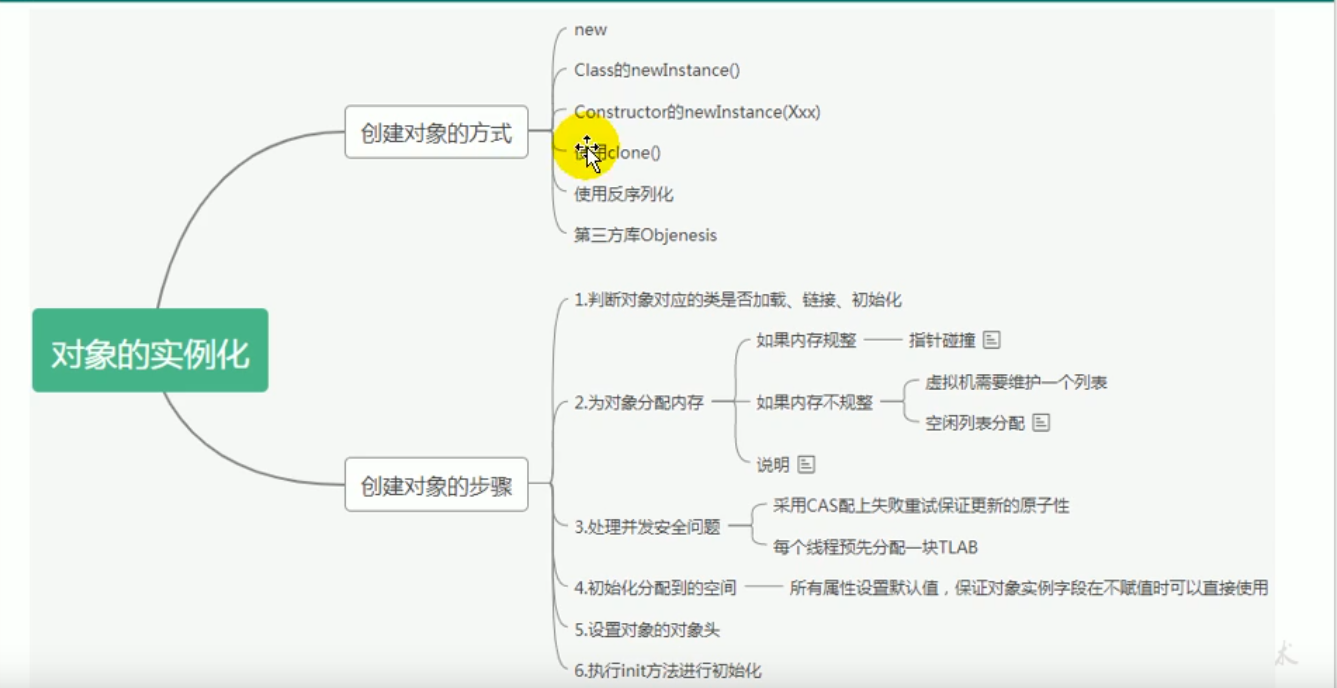 new
Class的newInstance()
Constructor的newInstance(Xxx)
创建对象的方式
用clone()
使用反序列化
第三方库Objenesis
对象的实例化
创建对象的步骤
1.判断对象对应的类是否加载、链接、初始化
2.为对象分配内存
如果内存规整
指针碰撞
如果内存不规整
虚拟机需要维护一个列表
空闲列表分配
说明
3.处理并发安全问题
采用CAS配上失败重试保证更新的原子性
每个线程预先分配一块TLAB
4.初始化分配到的空间
所有属性设置默认值，保证对象实例字段在不赋值时可以直接使用
5.设置对象的对象头
6.执行init方法进行初始化
术